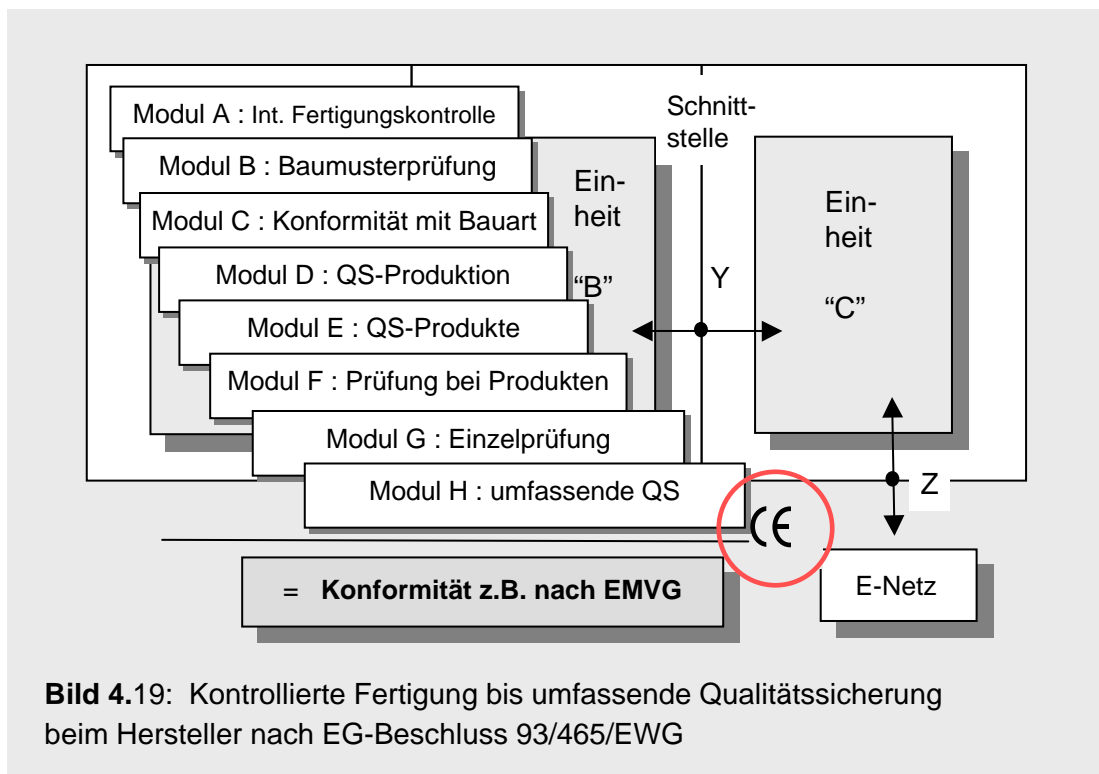 Modul A : Int. Fertigungskontrolle
Modul B : Baumusterprüfung
Modul C : Konformität mit Bauart
Modul D : QS-Produktion
Modul E : QS-Produkte
Modul F : Prüfung bei Produkten
Modul G : Einzelprüfung
Modul H : umfassende QS
Ein-
heit
“B”
Schnitt-
stelle
Y
Ein-
heit
“C”
Z
CE
E-Netz
= Konformität z.B. nach EMVG
Bild 4.19: Kontrollierte Fertigung bis umfassende Qualitätssicherung
beim Hersteller nach EG-Beschluss 93/465/EWG